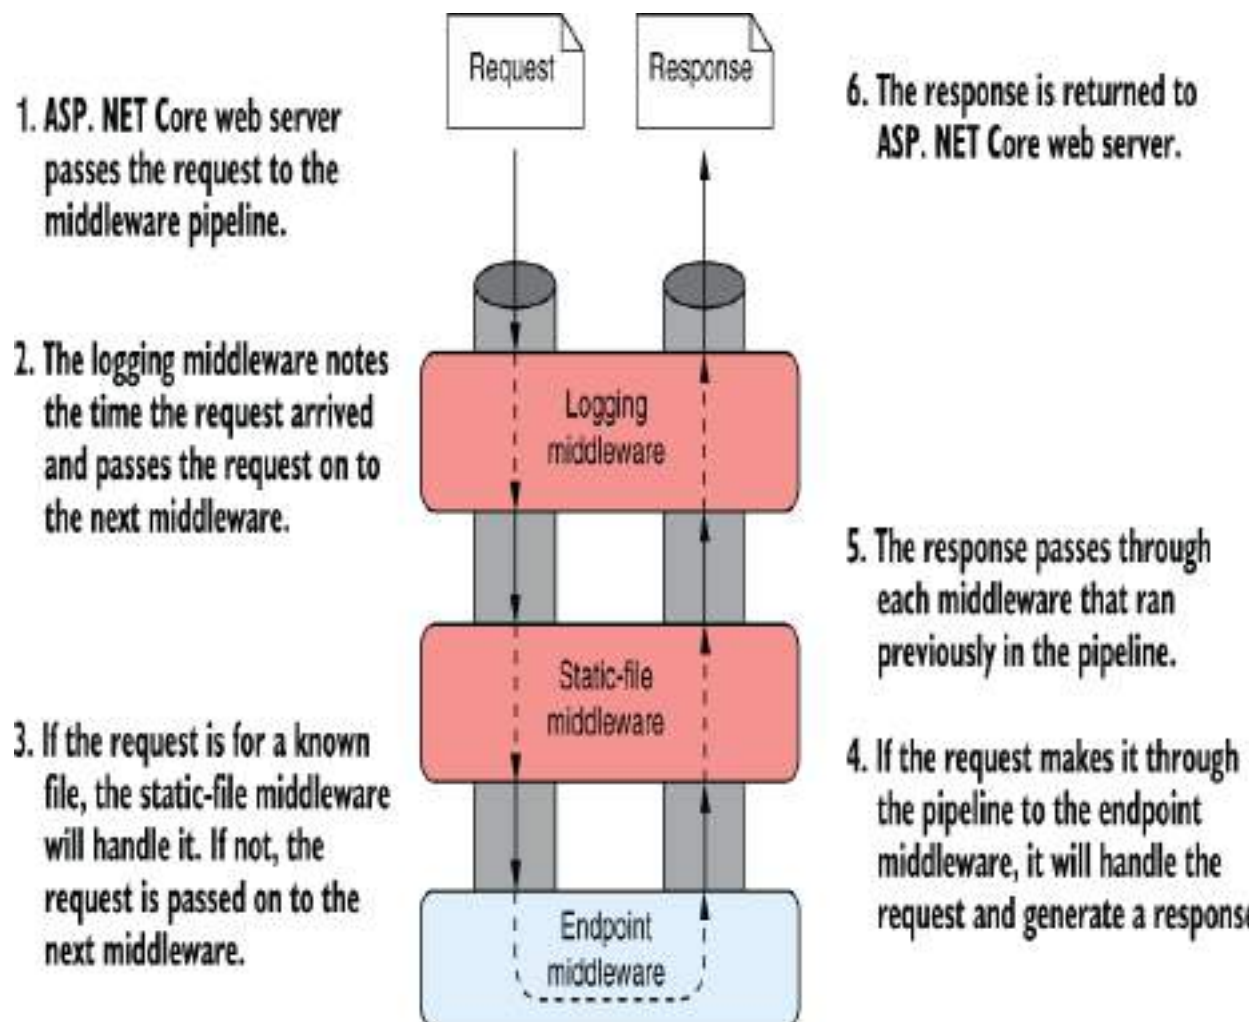 Request
Response
1. ASP. NET Core web server
passes the request to the
middleware pipeline.
6. The response is returned to
ASP. NET Core web server.
2. The logging middleware notes
the time the request arrived
and passes the request on to
the next middleware.
Logging
middleware
5. The response passes through
each middleware that ran
previously in the pipeline.
Static-file
middleware
3. If the request is for a known
file, the static-file middleware
will handle it. If not, the
request is passed on to the
next middleware.
4. If the request makes it through
the pipeline to the endpoint
middleware, it will handle the
request and generate a response
Endpoint
middleware